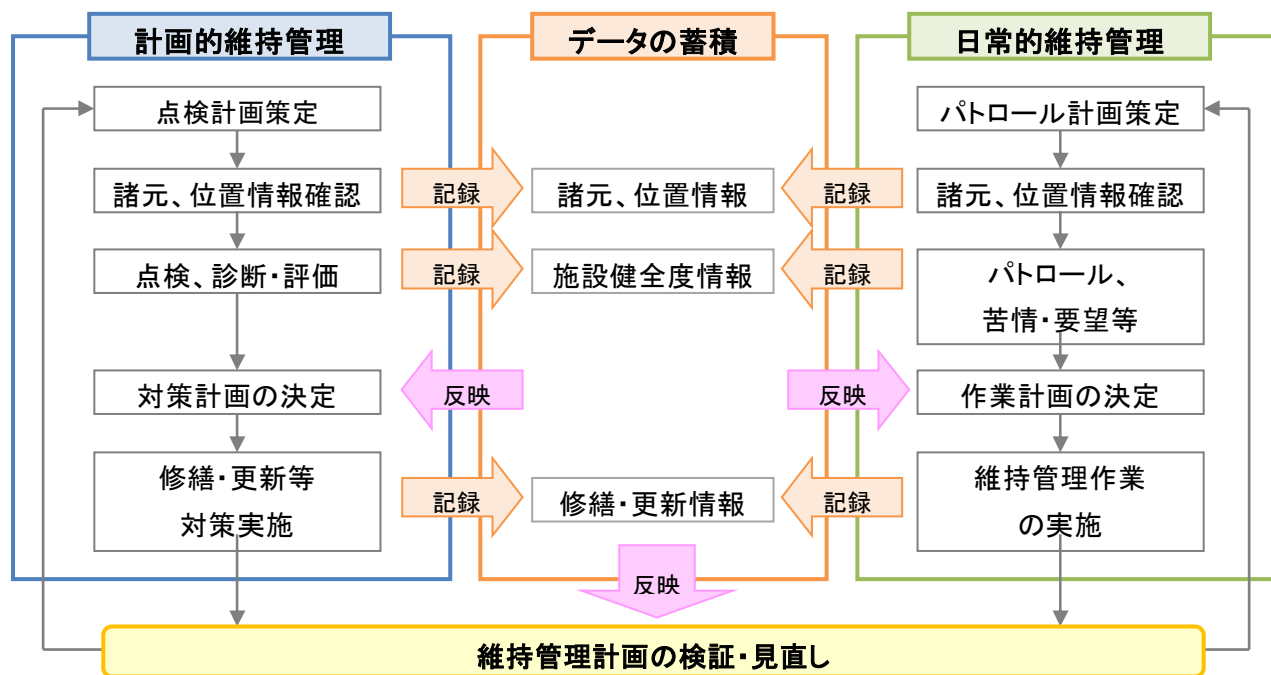 計画的維持管理
データの蓄積
日常的維持管理
点検計画策定
パトロール計画策定
諸元、位置情報確認
記録
諸元、位置情報
記録
諸元、位置情報確認
点検、診断・評価
記録
施設健全度情報
記録
パトロール、
苦情・要望等
対策計画の決定
反映
反映
作業計画の決定
修繕・更新等
対策実施
記録
修繕・更新情報
記録
維持管理作業
の実施
反映
維持管理計画の検証・見直し